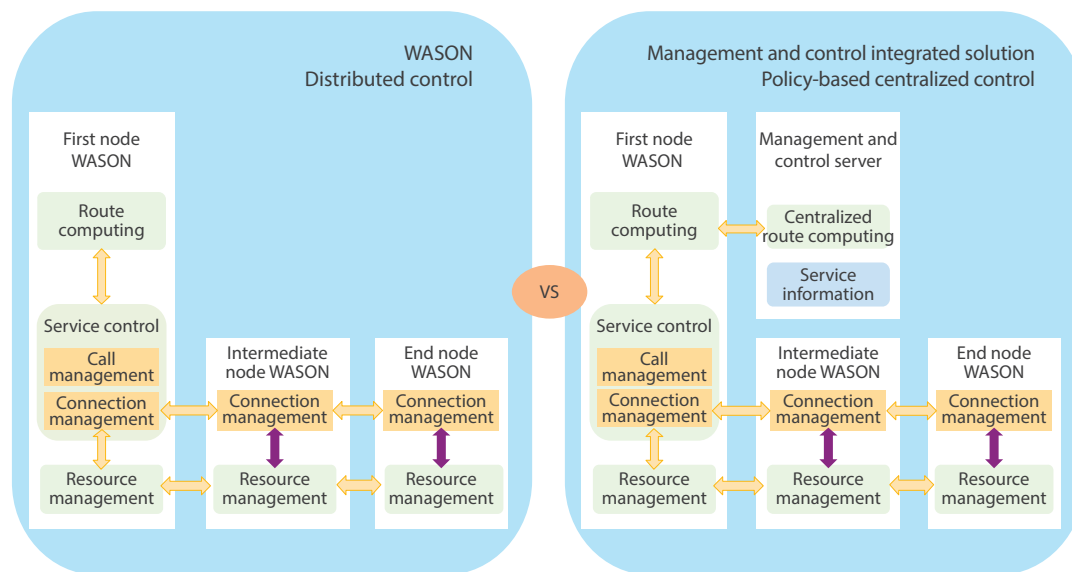 WASON
Distributed control
First node
WASON
Route
computing
Service control
Call
management
Connection
management
Resource
management
Intermediate
node WASON
Connection
management
Resource
management
End node
WASON
Connection
management
Resource
management
VS
Management and control integrated solution
Policy-based centralized control
First node
WASON
Route
computing
Service control
Call
management
Connection
management
Resource
management
Management and
control server
Centralized
route computing
Service
information
Intermediate
node WASON
Connection
management
Resource
management
End node
WASON
Connection
management
Resource
management